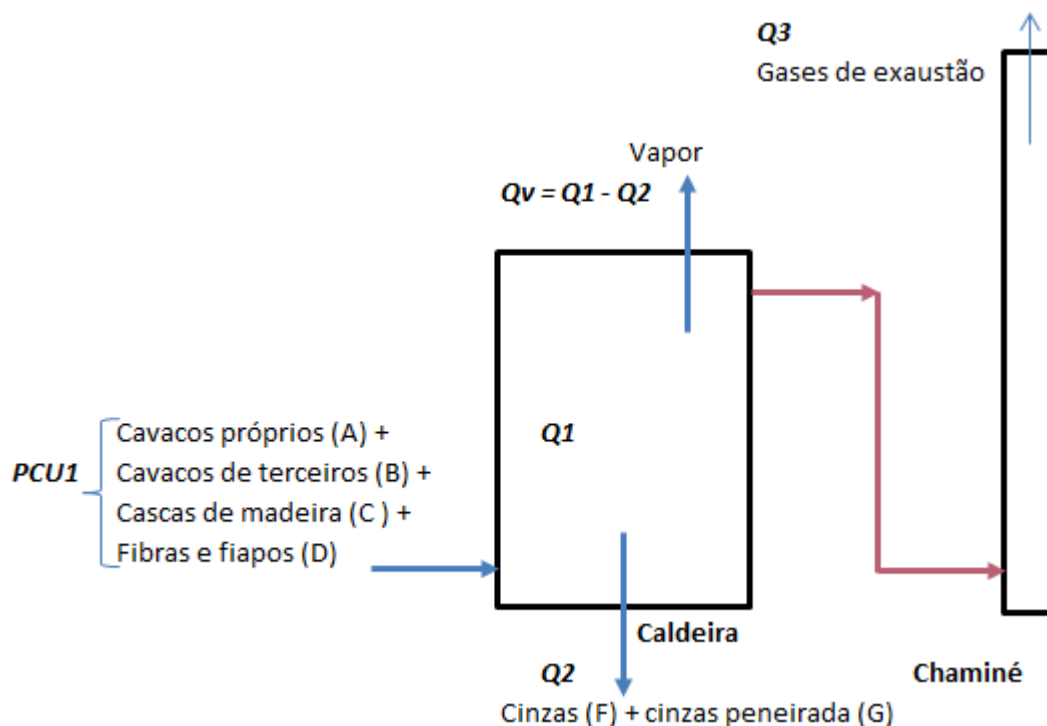 Q3
Gases de exaustão
Vapor
Qv = Q1 - Q2
PCU1
Cavacos próprios (A) +
Cavacos de terceiros (B) +
Cascas de madeira (C ) +
Fibras e fiapos (D)
Q1
Caldeira
Q2
Chaminé
Cinzas (F) + cinzas peneirada (G)